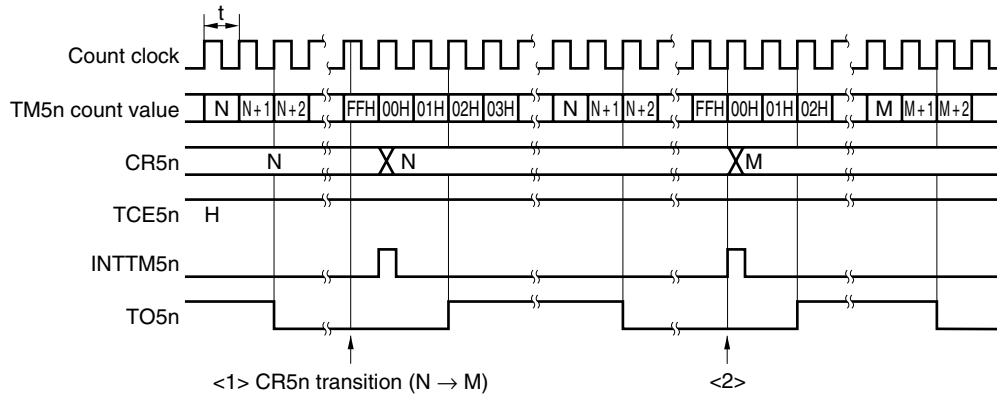 t
Count clock
TM5n count value N N+1 N+2 FFH 00H 01H 02H 03H N N+1 N+2 FFH 00H 01H 02H M M+1 M+2
CR5n N N M
TCE5n H
INTTM5n
TO5n
<1> CR5n transition (N → M) <2>